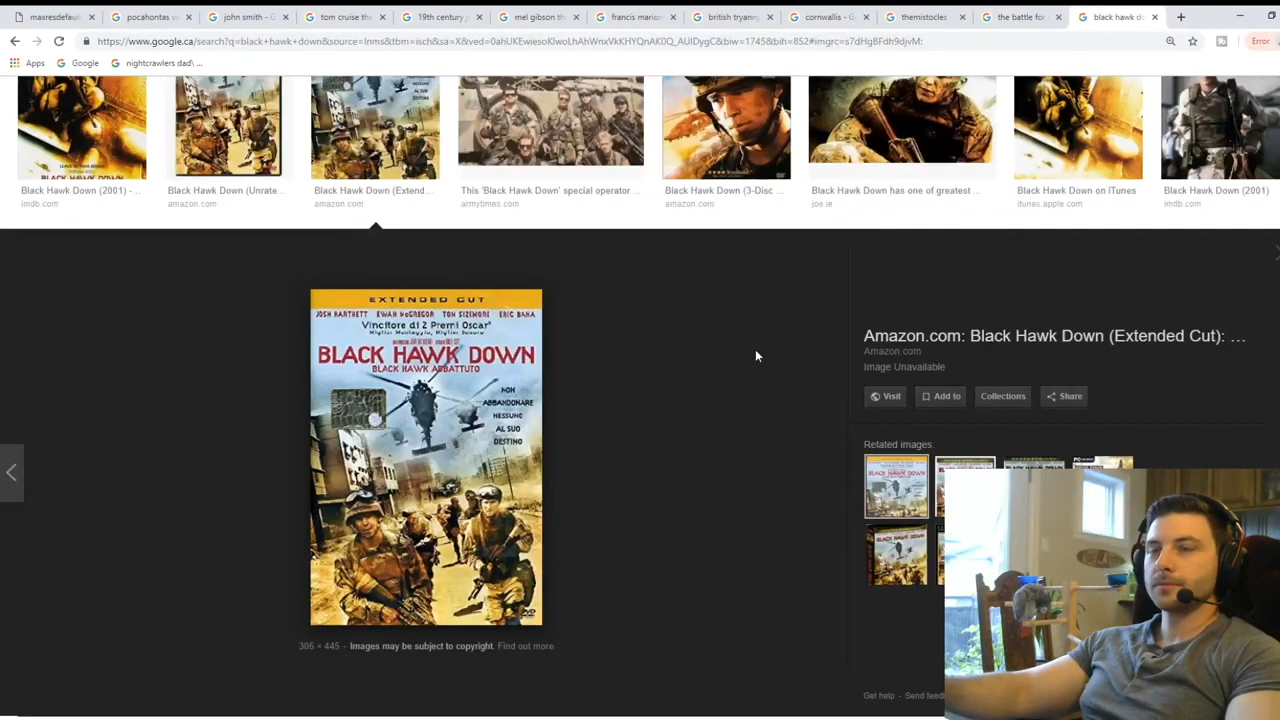 maxresdefau
pocahontas v
john smith - G
tom cruise the
19th century j
mel gibson the
francis marion
british tryanny
cornwallis - G
themistocles
the battle for
black hawk do
https://www.google.ca/search?q=black+hawk+down&source=lnms&tbm=isch&sa=X&ved=0ahUKEwiesoKlwoLhAhWnxVkKHYQnAK0Q_AUIDygC&biw=1745&bih=852#imgrc=s7dHgBFdh9djvM:
Error
Apps
Google
nightcrawlers dad\ ...
Black Hawk Down (2001) - ...
imdb.com
Black Hawk Down (Unrate...
amazon.com
Black Hawk Down (Extend...
amazon.com
This 'Black Hawk Down' special operator ...
armytimes.com
Black Hawk Down (3-Disc ...
amazon.com
Black Hawk Down has one of greatest ...
joe.ie
Black Hawk Down on iTunes
itunes.apple.com
Black Hawk Down (2001)
imdb.com
EXTENDED CUT
JOSH HARTNETT EWAN McGREGOR TOM SIZEMORE ERIC BANA
Vincitore di 2 Premi Oscar
BLACK HAWK DOWN
BLACK HAWK ABBATTUTO
NON
ABBANDONARE
NESSUNO
AL SUO
DESTINO
306 × 445 - Images may be subject to copyright. Find out more
Amazon.com: Black Hawk Down (Extended Cut): ...
Amazon.com
Image Unavailable
Visit
Add to
Collections
Share
Related images:
Get help - Send feed